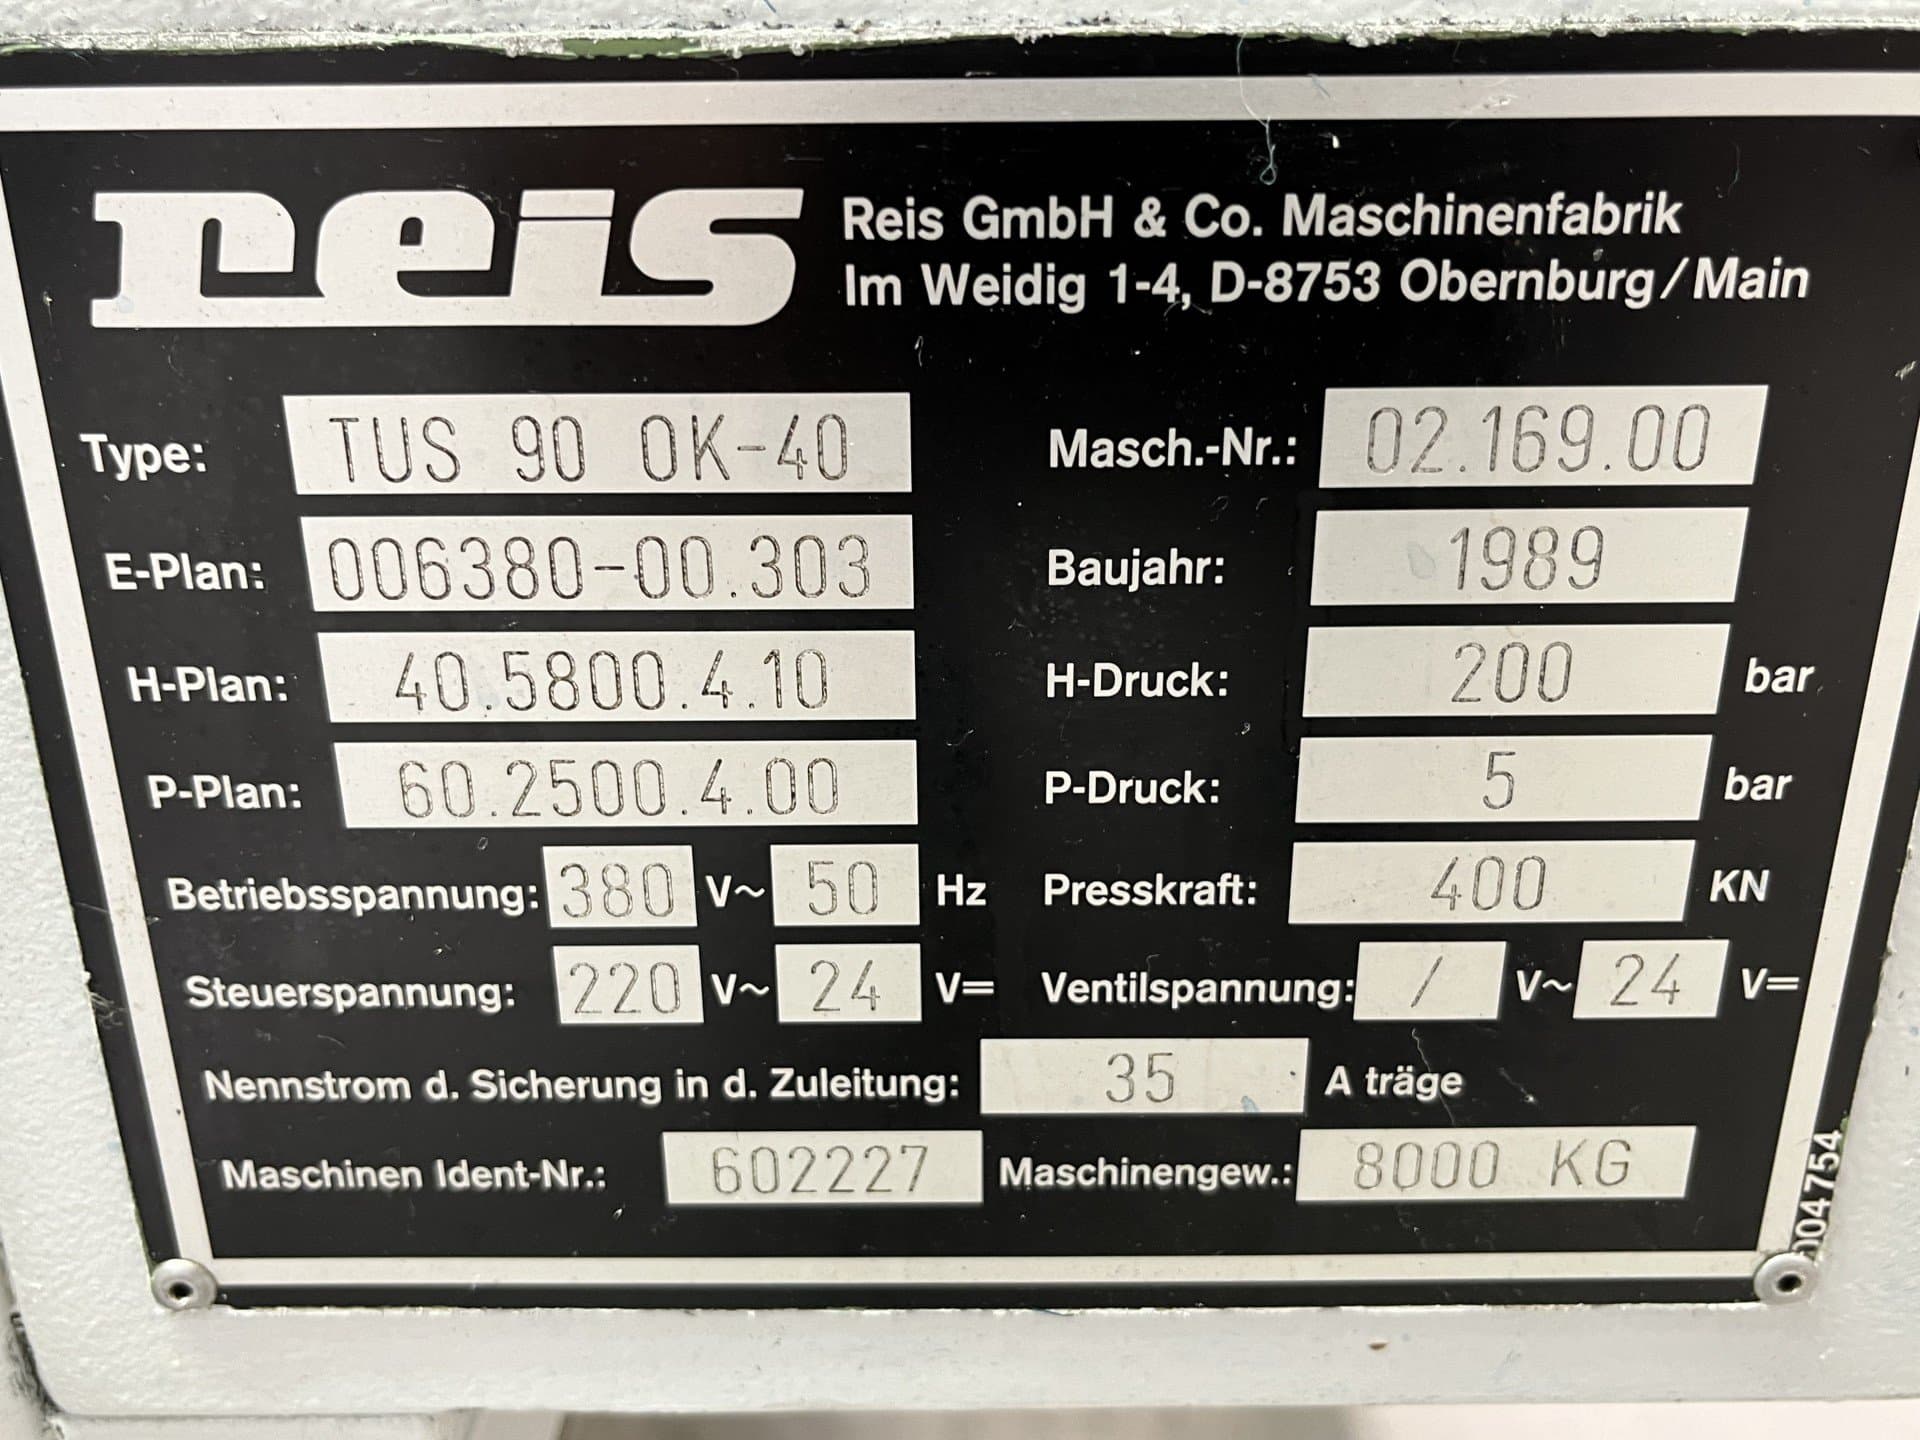 reis
Reis GmbH & Co. Maschinenfabrik
Im Weidig 1-4, D-8753 Obernburg/Main
Type: TUS 90 OK-40 Masch.-Nr.: 02.169.00
E-Plan: 006380-00.303 Baujahr: 1989
H-Plan: 40.5800.4.10 H-Druck: 200 bar
P-Plan: 60.2500.4.00 P-Druck: 5 bar
Betriebsspannung: 380 V~ 50 Hz Presskraft: 400 KN
Steuerspannung: 220 V~ 24 V= Ventilspannung: / V~ 24 V=
Nennstrom d. Sicherung in d. Zuleitung: 35 A träge
Maschinen Ident-Nr.: 602227 Maschinengew.: 8000 KG
004754